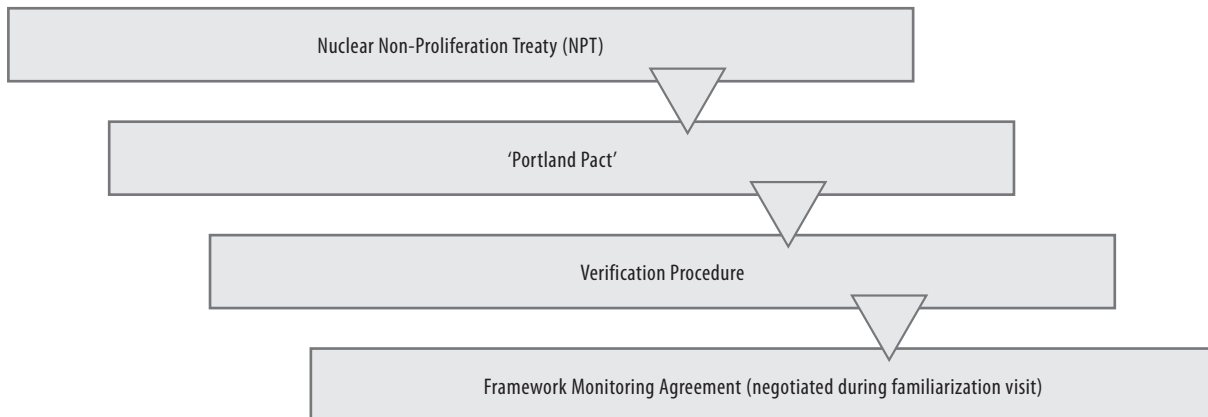 Nuclear Non-Proliferation Treaty (NPT)
‘Portland Pact’
Verification Procedure
Framework Monitoring Agreement (negotiated during familiarization visit)